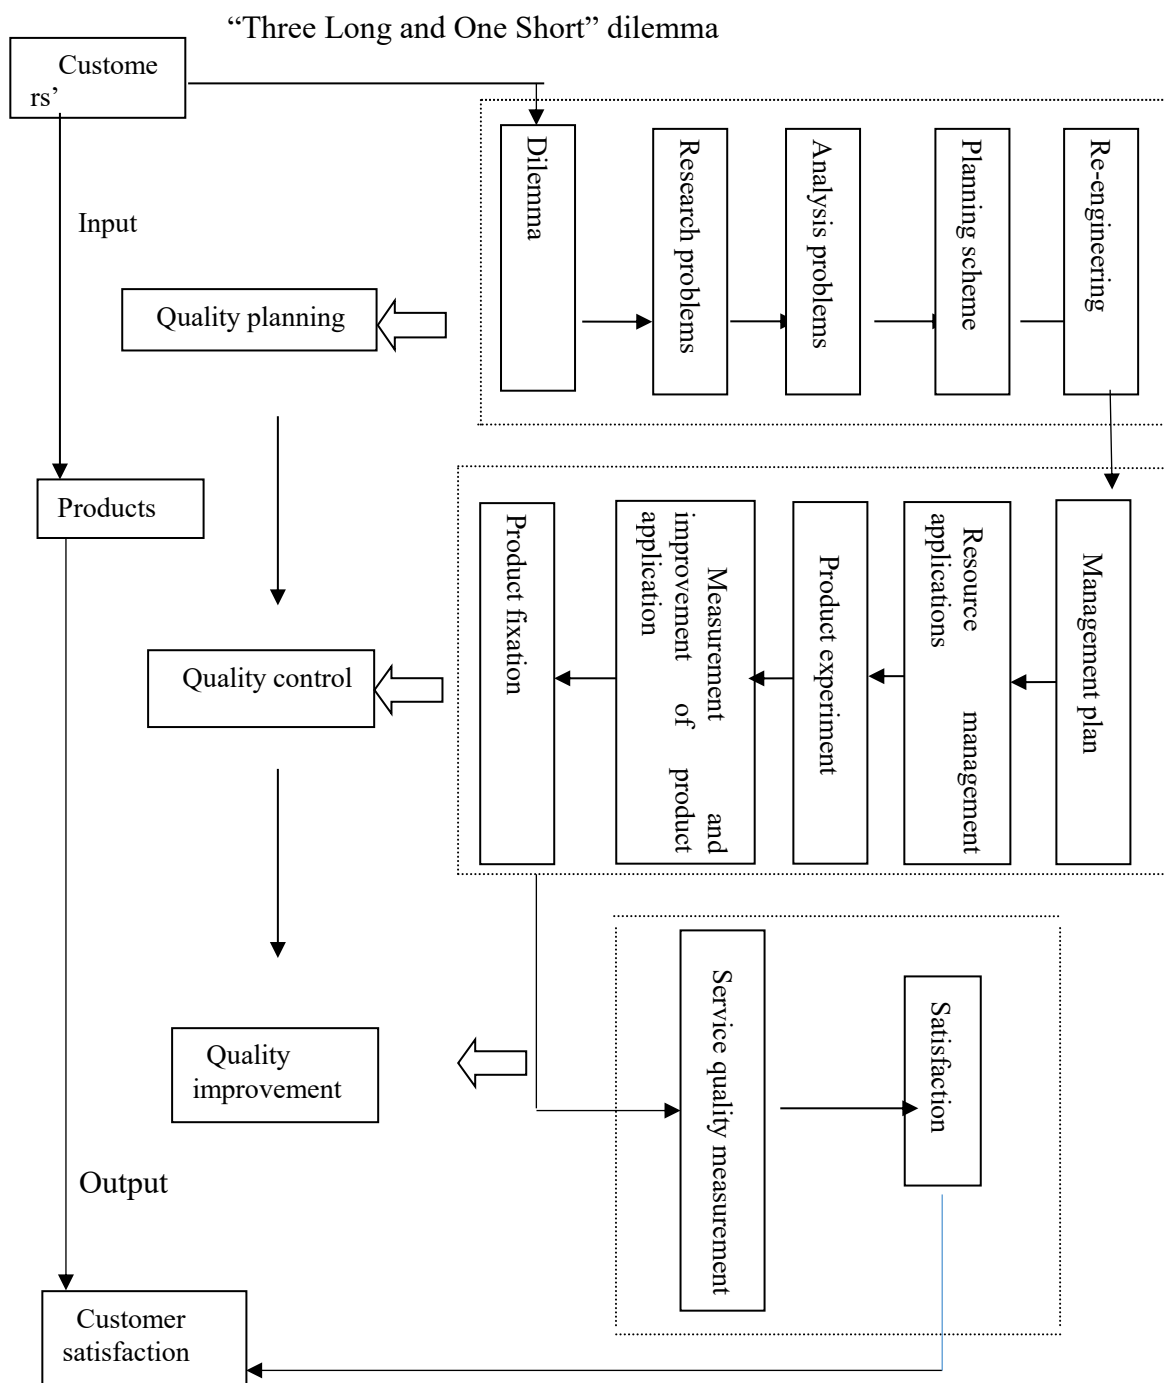 “Three Long and One Short” dilemma
Custome
rs’
Dilemma
Research problems
Analysis problems
Planning scheme
Re-engineering
Input
Quality planning
Products
Product fixation
Measurement and
improvement of product
application
Product experiment
Resource management
applications
Management plan
Quality control
Service quality measurement
Satisfaction
Quality
improvement
Output
Customer
satisfaction